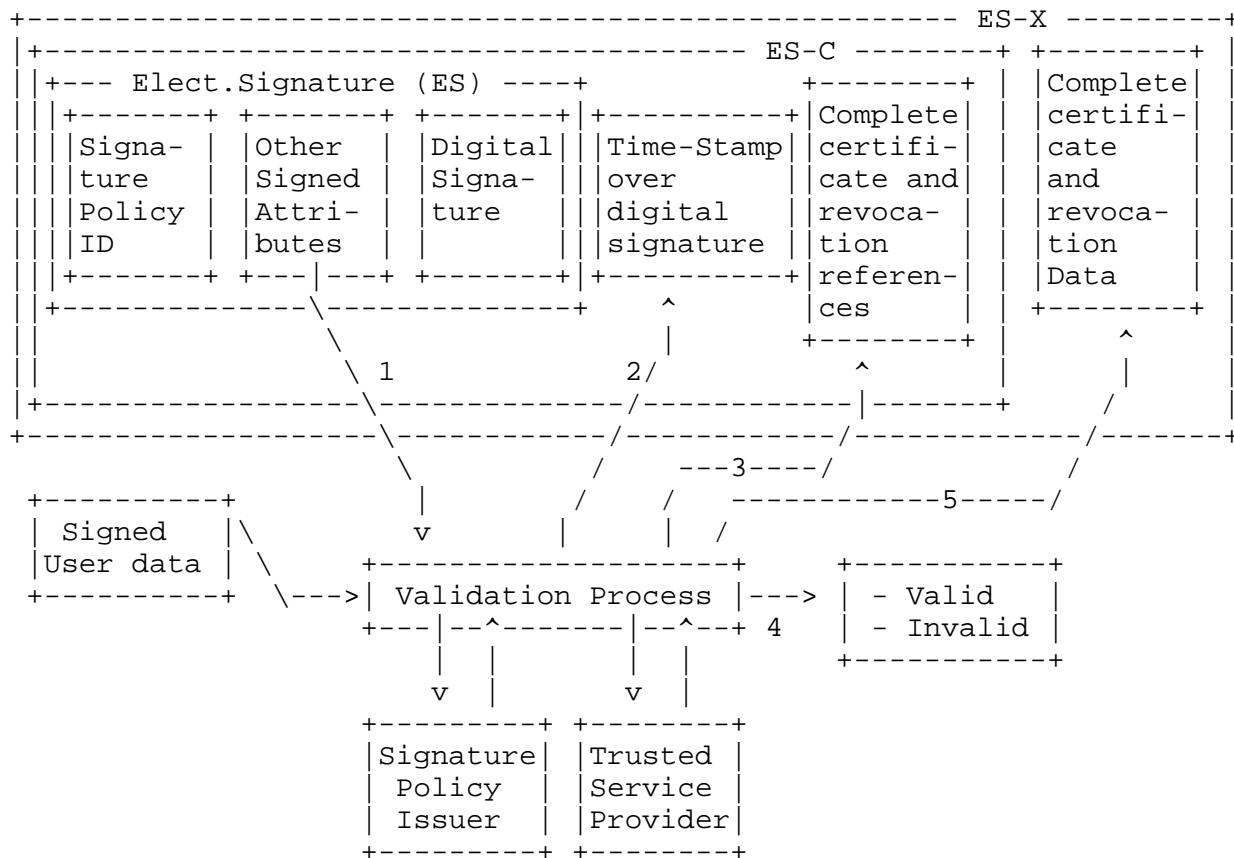 ES-X
ES-C
Elect.Signature (ES)
Complete
certifi-
cate
and
revoca-
tion
Data
Signa-
ture
Policy
ID
Other
Signed
Attri-
butes
Digital
Signa-
ture
Time-Stamp
over
digital
signature
Complete
certifi-
cate and
revoca-
tion
referen-
ces
1
2
3
5
Signed
User data
Validation Process
4
- Valid
- Invalid
Signature
Policy
Issuer
Trusted
Service
Provider